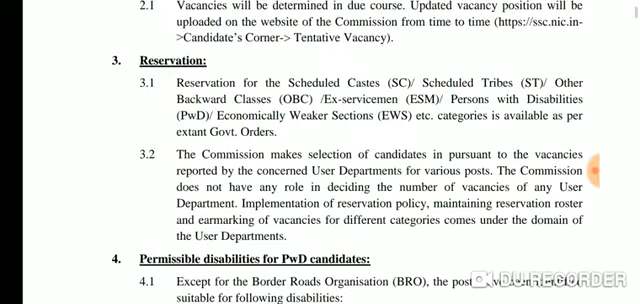 2.1 Vacancies will be determined in due course. Updated vacancy position will be
uploaded on the website of the Commission from time to time (https://ssc.nic.in-
>Candidate's Corner-> Tentative Vacancy).
3. Reservation:
3.1 Reservation for the Scheduled Castes (SC)/ Scheduled Tribes (ST)/ Other
Backward Classes (OBC) /Ex-servicemen (ESM)/ Persons with Disabilities
(PwD)/ Economically Weaker Sections (EWS) etc. categories is available as per
extant Govt. Orders.
3.2 The Commission makes selection of candidates in pursuant to the vacancies
reported by the concerned User Departments for various posts. The Commission
does not have any role in deciding the number of vacancies of any User
Department. Implementation of reservation policy, maintaining reservation roster
and earmarking of vacancies for different categories comes under the domain of
the User Departments.
4. Permissible disabilities for PwD candidates:
4.1 Except for the Border Roads Organisation (BRO), the post
DU RECORDER
suitable for following disabilities: